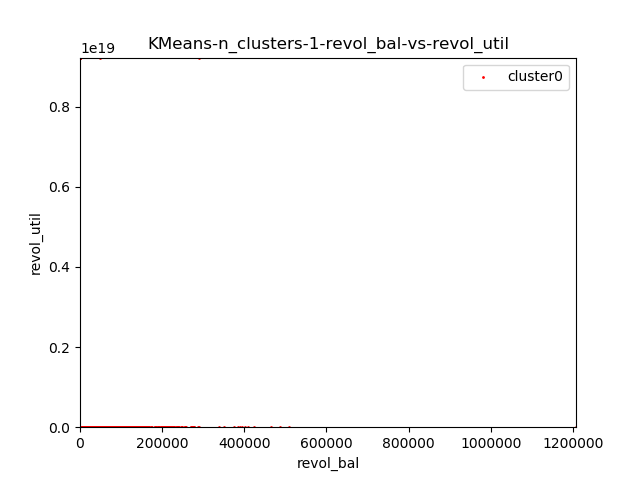 KMeans-n_clusters-1-revol_bal-vs-revol_util
1e19
cluster0
0.8
0.6
0.4
0.2
0.0
revol_util
0 200000 400000 600000 800000 1000000 1200000
revol_bal